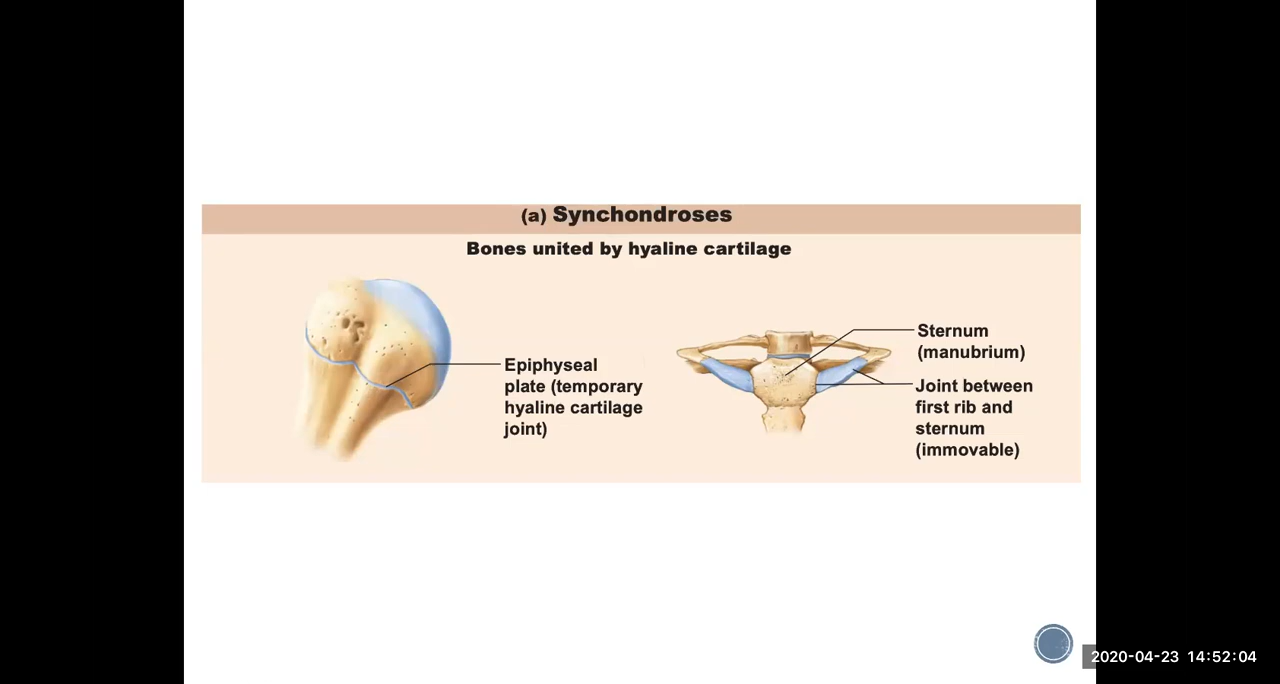 (a) Synchondroses
Bones united by hyaline cartilage
Epiphyseal
plate (temporary
hyaline cartilage
joint)
Sternum
(manubrium)
Joint between
first rib and
sternum
(immovable)
2020-04-23 14:52:04